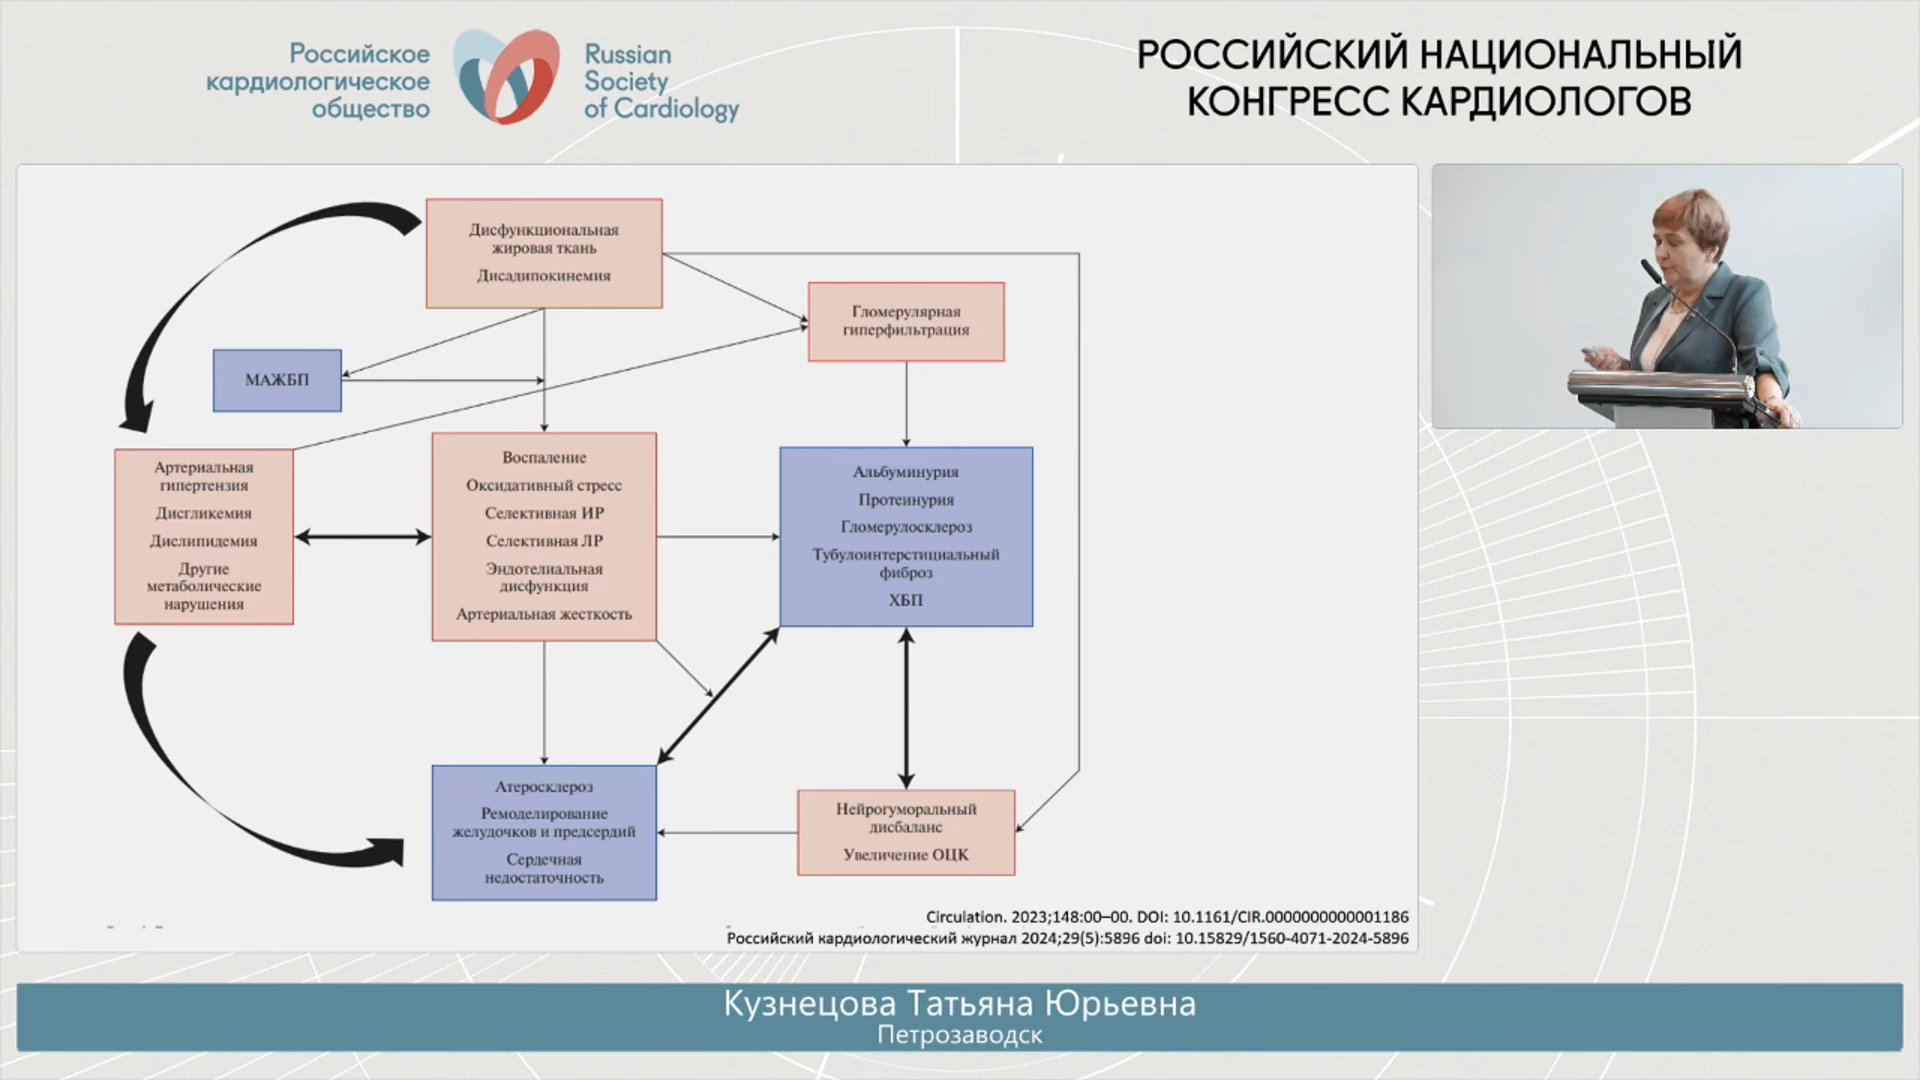 Российское
кардиологическое
общество
Russian
Society
of Cardiology
РОССИЙСКИЙ НАЦИОНАЛЬНЫЙ
КОНГРЕСС КАРДИОЛОГОВ
Дисфункциональная
жировая ткань
Дисадипокинемия
Гломерулярная
гиперфильтрация
МАЖБП
Артериальная
гипертензия
Дисгликемия
Дислипидемия
Другие
метаболические
нарушения
Воспаление
Оксидативный стресс
Селективная ИР
Селективная ЛР
Эндотелиальная
дисфункция
Артериальная жесткость
Альбуминурия
Протеинурия
Гломерулосклероз
Тубулоинтерстициальный
фиброз
ХБП
Атеросклероз
Ремоделирование
желудочков и предсердий
Сердечная
недостаточность
Нейрогуморальный
дисбаланс
Увеличение ОЦК
Circulation. 2023;148:00–00. DOI: 10.1161/CIR.0000000000001186
Российский кардиологический журнал 2024;29(5):5896 doi: 10.15829/1560-4071-2024-5896
Кузнецова Татьяна Юрьевна
Петрозаводск